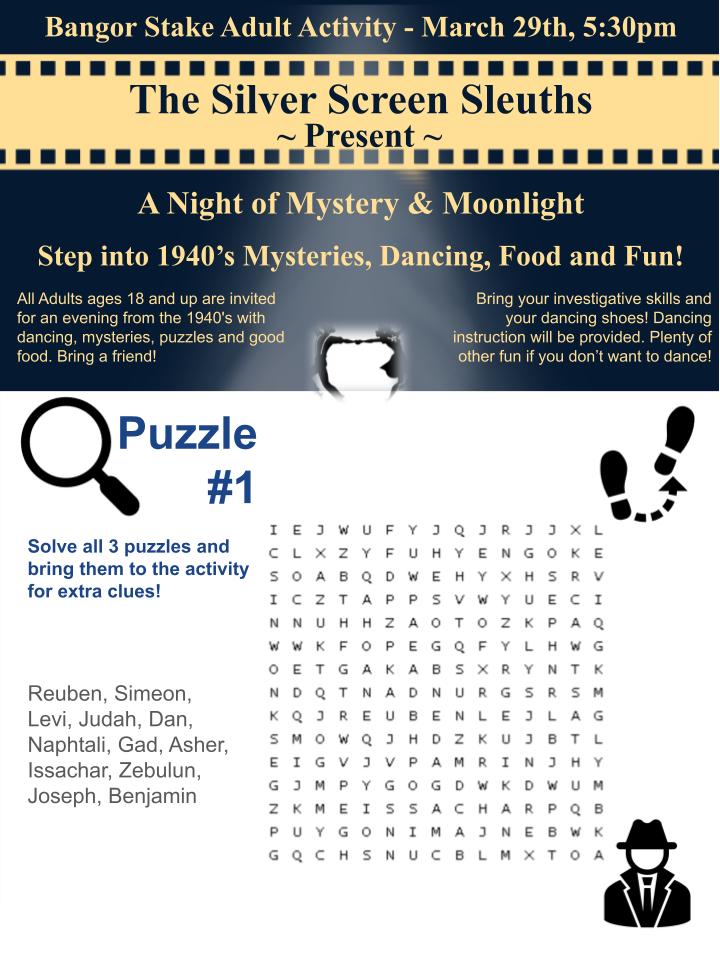 Bangor Stake Adult Activity - March 29th, 5:30pm
The Silver Screen Sleuths
~ Present ~
A Night of Mystery & Moonlight
Step into 1940’s Mysteries, Dancing, Food and Fun!
All Adults ages 18 and up are invited
for an evening from the 1940's with
dancing, mysteries, puzzles and good
food. Bring a friend!
Bring your investigative skills and
your dancing shoes! Dancing
instruction will be provided. Plenty of
other fun if you don’t want to dance!
Puzzle
#1
Solve all 3 puzzles and
bring them to the activity
for extra clues!
Reuben, Simeon,
Levi, Judah, Dan,
Naphtali, Gad, Asher,
Issachar, Zebulun,
Joseph, Benjamin
I E J W U F Y J Q J R J J X L
C L X Z Y F U H Y E N G O K E
S O A B Q D W E H Y X H S R V
I C Z T A P P S V W Y U E C I
N N U H H Z A O T O Z K P A Q
W W K F O P E G Q F Y L H W G
O E T G A K A B S X R Y N T K
N D Q T N A D N U R G S R S M
K Q J R E U B E N L E J L A G
S M O W Q J H D Z K U J B T L
E I G V J V P A M R I N J H Y
G J M P Y G O G D W K D W U M
Z K M E I S S A C H A R P Q B
P U Y G O N I M A J N E B W K
G Q C H S N U C B L M X T O A